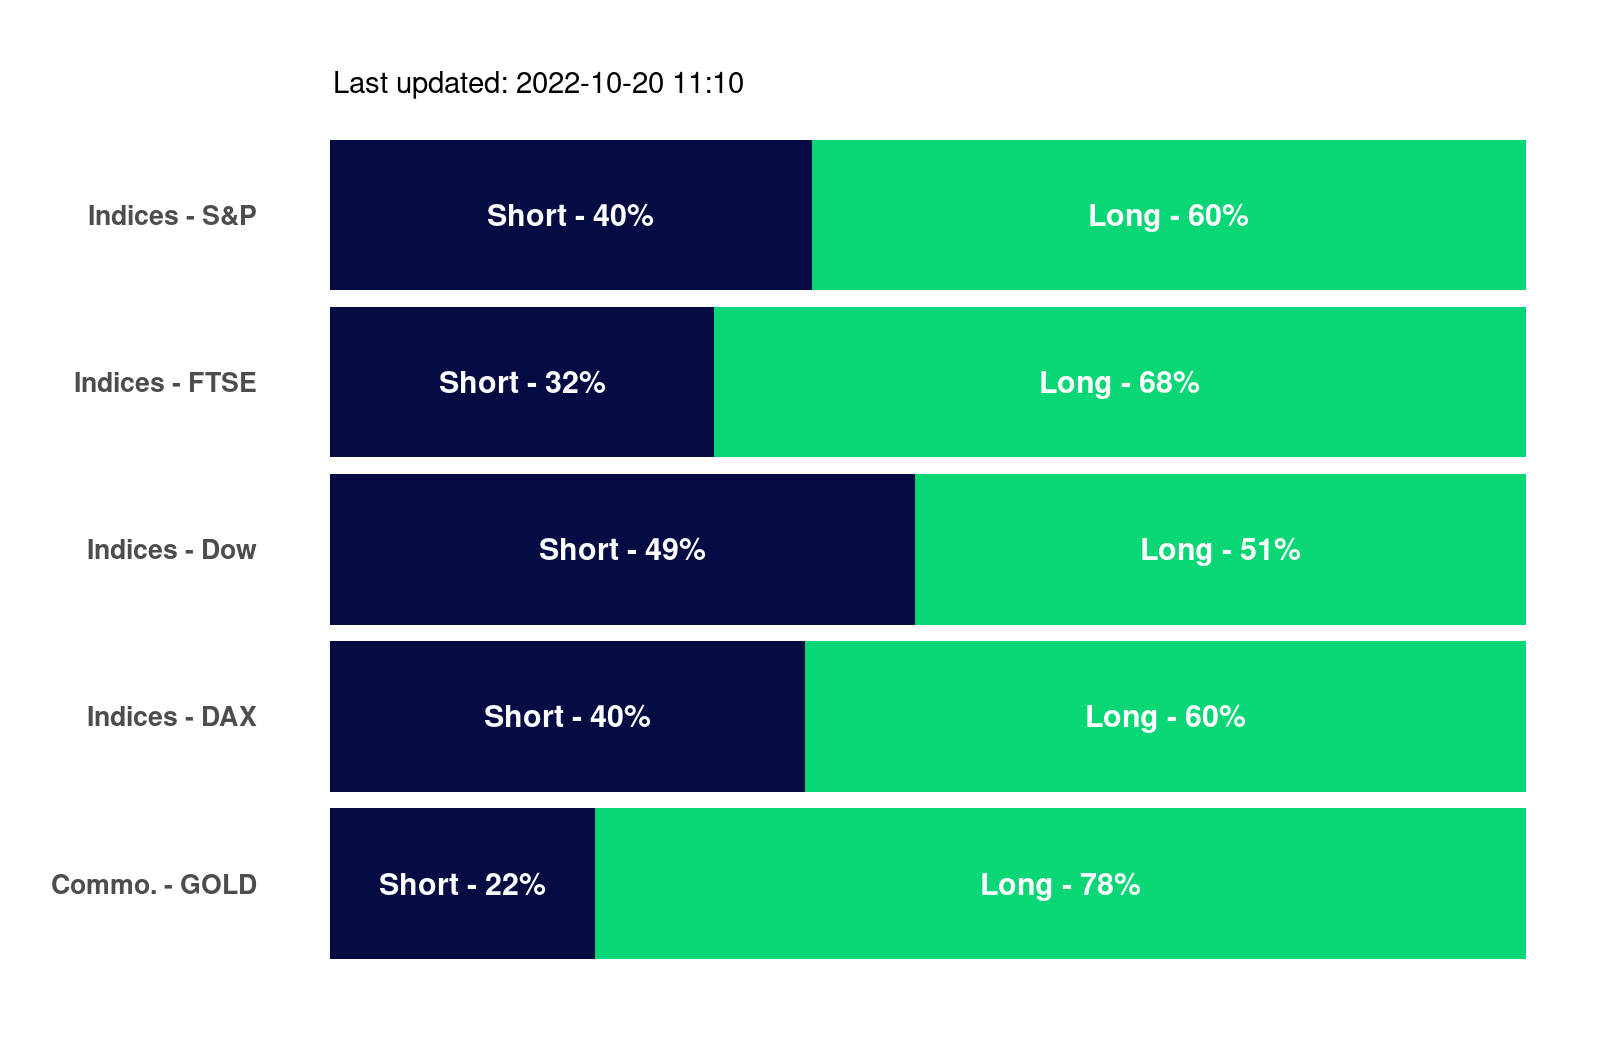 Last updated: 2022-10-20 11:10
Indices - S&P Short - 40% Long - 60%
Indices - FTSE Short - 32% Long - 68%
Indices - Dow Short - 49% Long - 51%
Indices - DAX Short - 40% Long - 60%
Commo. - GOLD Short - 22% Long - 78%